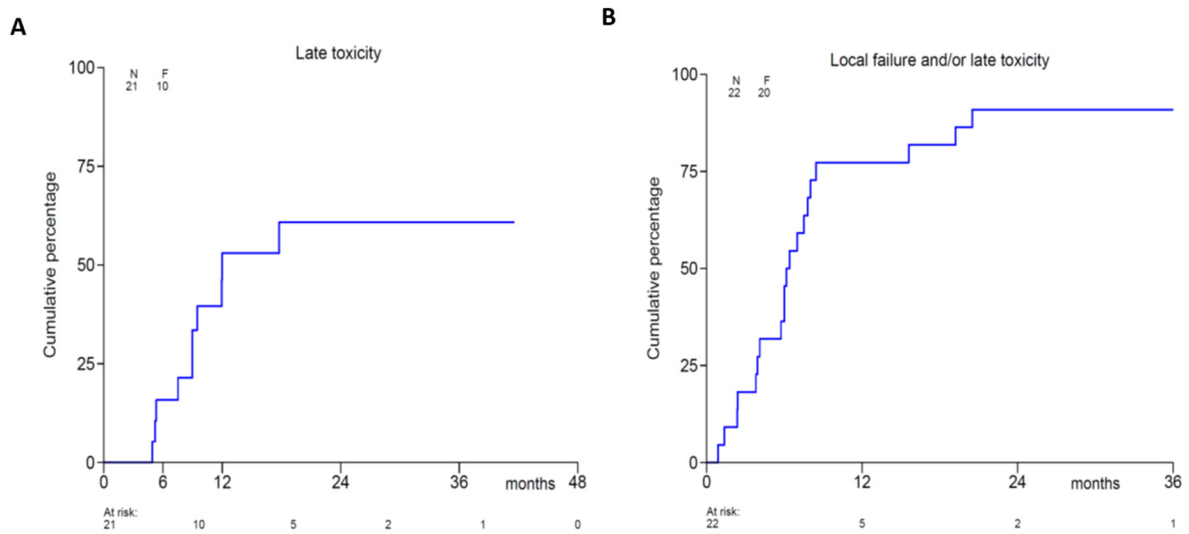 A
Late toxicity
N F
21 10
100
75
50
25
0
Cumulative percentage
0 6 12 24 36 months 48
At risk:
21 10 5 2 1 0
B
Local failure and/or late toxicity
N F
22 20
100
75
50
25
0
Cumulative percentage
0 12 24 months 36
At risk:
22 5 2 1